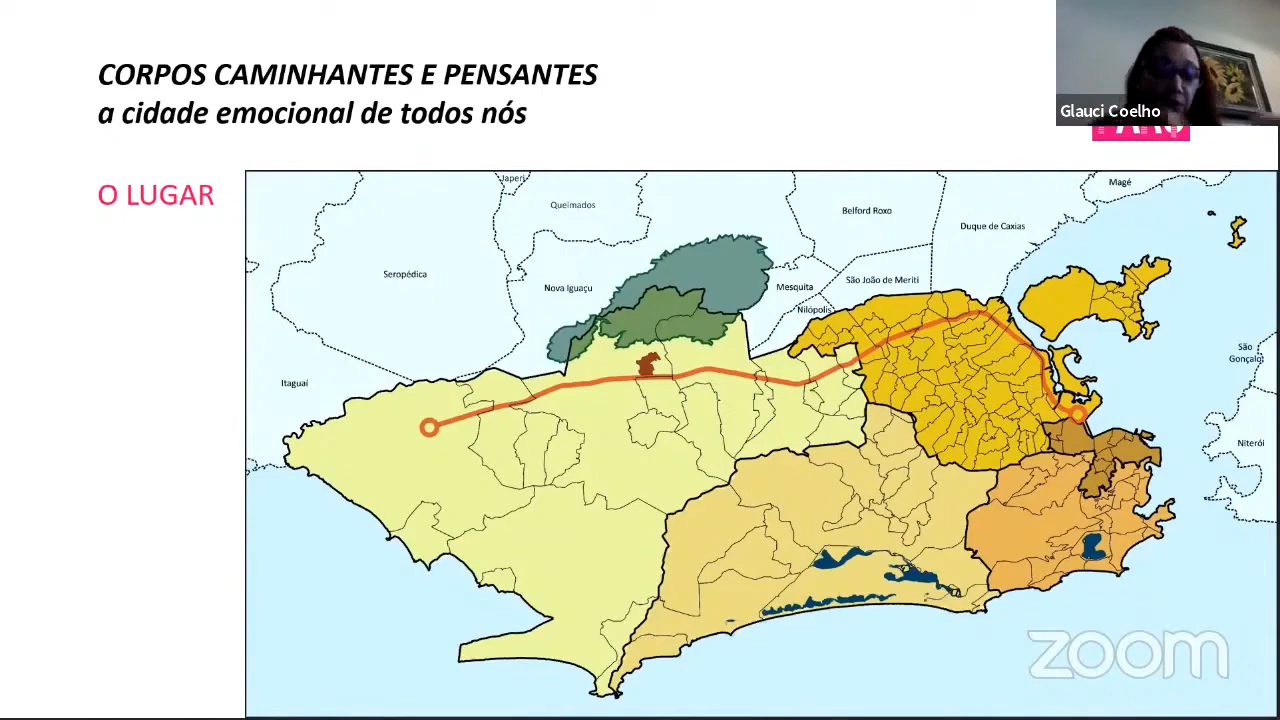 CORPOS CAMINHANTES E PENSANTES
a cidade emocional de todos nós
Glauci Coelho
O LUGAR
Japeri
Magé
Queimados
Belford Roxo
Duque de Caxias
Seropédica
São João de Meriti
Nova Iguaçu
Mesquita
Nilópolis
São
Gonçalo
Itaguaí
Niterói
zoom